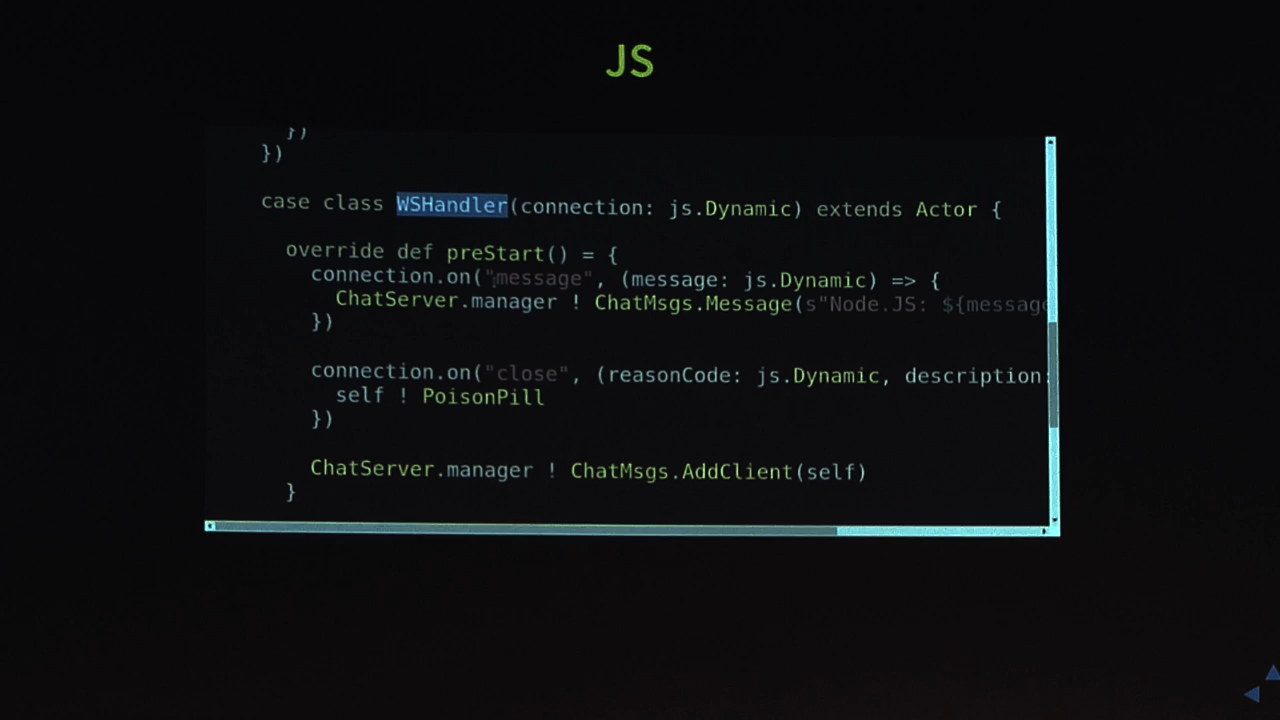 JS
})
})
case class WSHandler(connection: js.Dynamic) extends Actor {
override def preStart() = {
connection.on("message", (message: js.Dynamic) => {
ChatServer.manager ! ChatMsgs.Message(s"Node.JS: ${message
})
connection.on("close", (reasonCode: js.Dynamic, description:
self ! PoisonPill
})
ChatServer.manager ! ChatMsgs.AddClient(self)
}